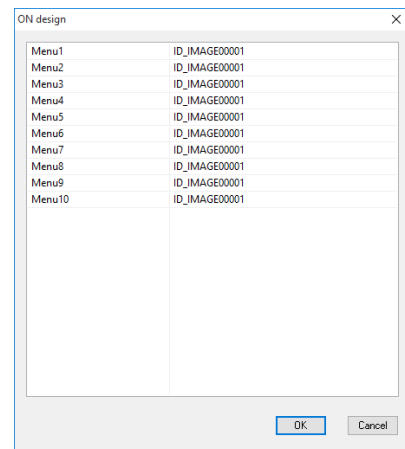 ON design
Menu1 ID_IMAGE00001
Menu2 ID_IMAGE00001
Menu3 ID_IMAGE00001
Menu4 ID_IMAGE00001
Menu5 ID_IMAGE00001
Menu6 ID_IMAGE00001
Menu7 ID_IMAGE00001
Menu8 ID_IMAGE00001
Menu9 ID_IMAGE00001
Menu10 ID_IMAGE00001
OK Cancel